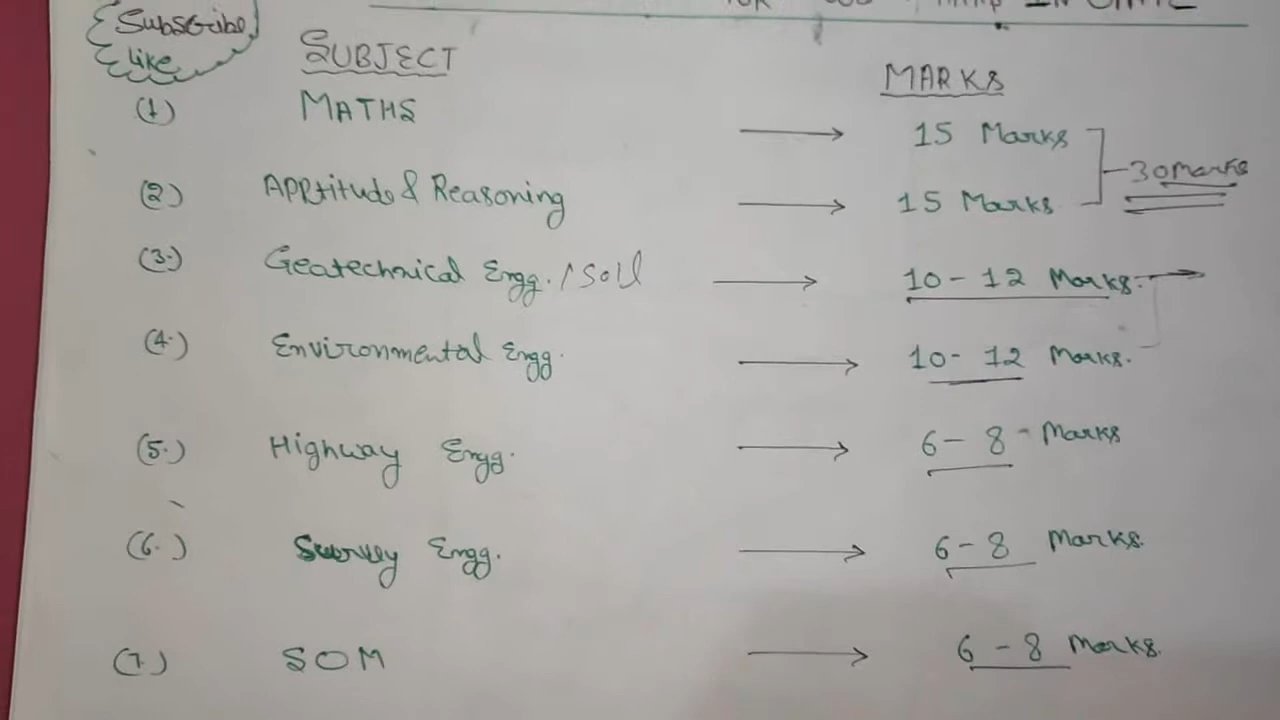 Subscribe
like
SUBJECT
MARKS
(1) MATHS → 15 Marks
30 Marks
(2) Apptitude & Reasoning → 15 Marks
(3.) Geotechnical Engg. / Soil → 10 - 12 Marks.
(4.) Environmental Engg. → 10 - 12 Marks.
(5.) Highway Engg. → 6 - 8 - Marks
(6.) Survey Engg. → 6 - 8 Marks.
(7.) SOM → 6 - 8 Marks.